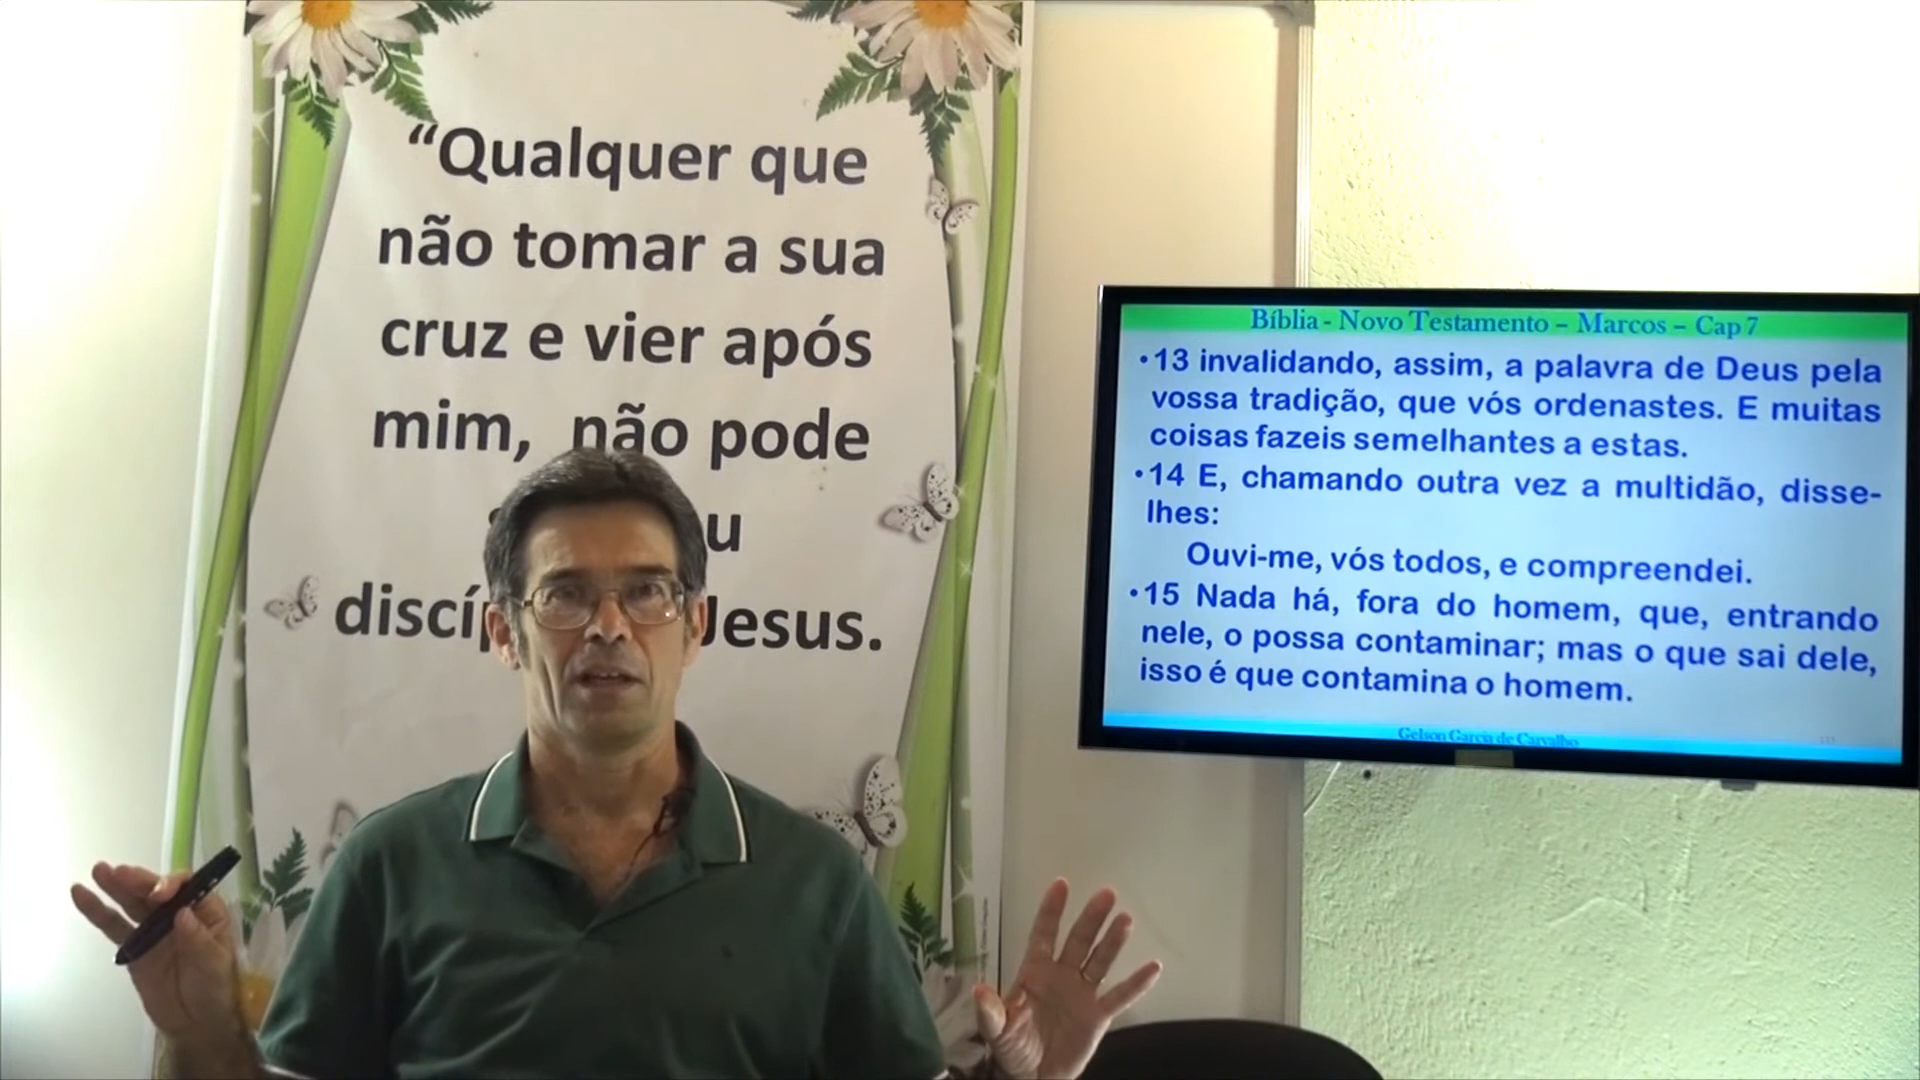 “Qualquer que
não tomar a sua
cruz e vier após
mim, não pode
u
discíp Jesus.
Bíblia - Novo Testamento – Marcos – Cap 7
•13 invalidando, assim, a palavra de Deus pela
vossa tradição, que vós ordenastes. E muitas
coisas fazeis semelhantes a estas.
•14 E, chamando outra vez a multidão, disse-
lhes:
Ouvi-me, vós todos, e compreendei.
•15 Nada há, fora do homem, que, entrando
nele, o possa contaminar; mas o que sai dele,
isso é que contamina o homem.
Gelson Garcia de Carvalho